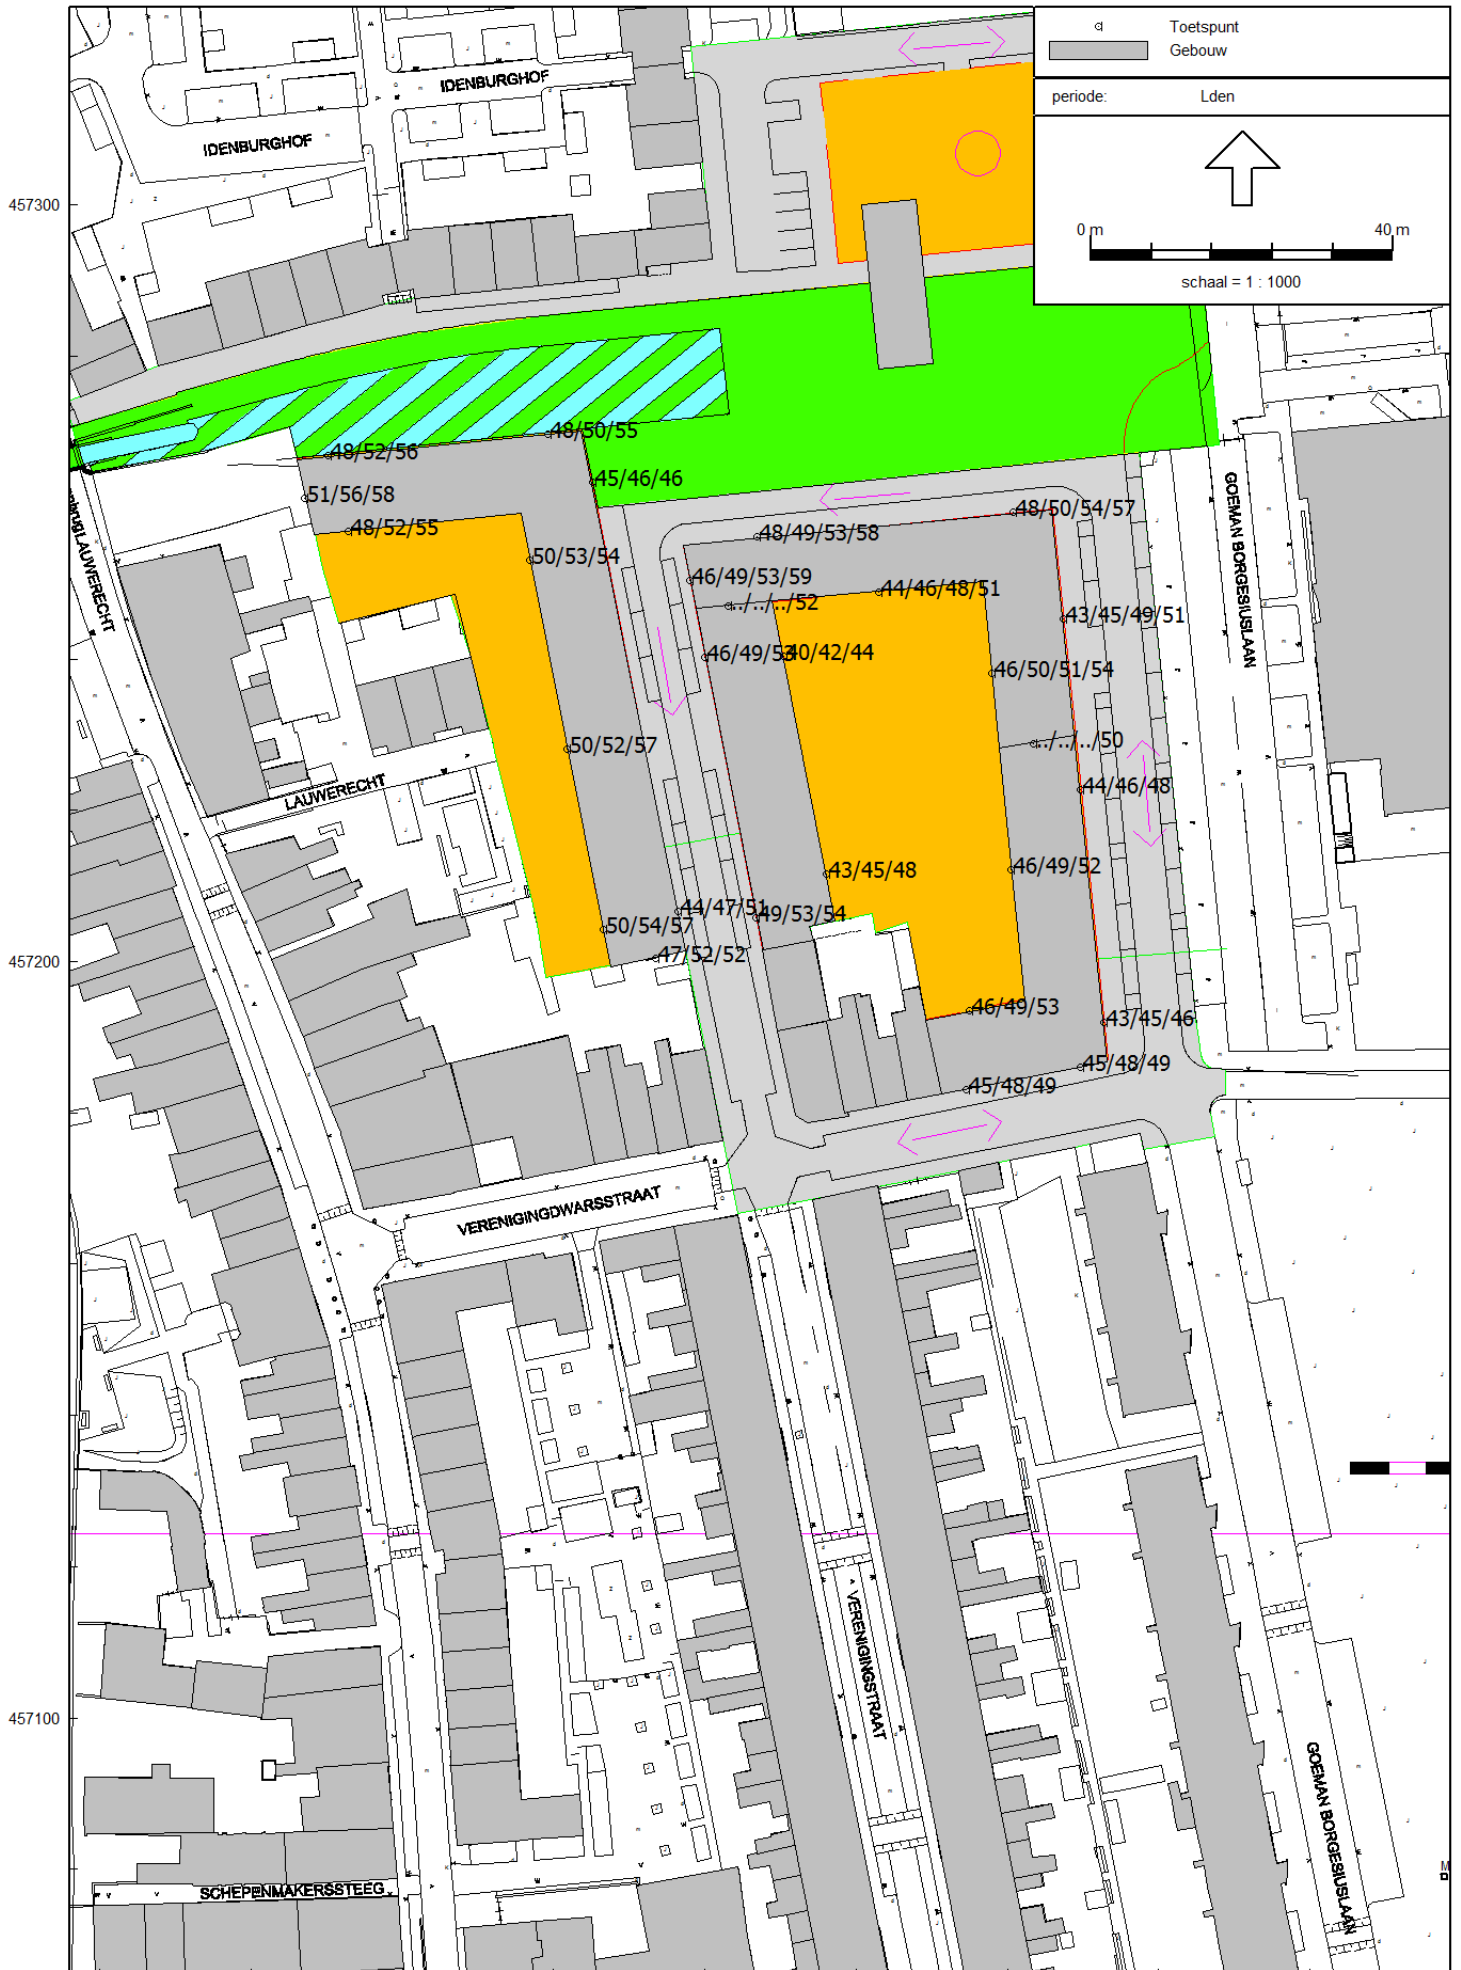 Toetspunt
Gebouw
periode: Lden
0 m 40 m
schaal = 1 : 1000
IDENBURGHOF
IDENBURGHOF
457300
48/50/55
48/52/56
45/46/46
51/56/58
48/52/55
50/53/54
48/50/54/57
48/49/53/58
46/49/53/59
../../../52
44/46/48/51
43/45/49/51
46/49/53
40/42/44
46/50/51/54
../../../50
50/52/57
44/46/48
LAUWERECHT
LAUWERECHT
GOEMAN BORGESIUSLAAN
43/45/48
46/49/52
44/47/51
49/53/54
50/54/57
47/52/52
457200
46/49/53
43/45/46
45/48/49
45/48/49
VERENIGINGDWARSSTRAAT
VERENIGINGSTRAAT
457100
GOEMAN BORGESIUSLAAN
SCHEPENMAKERSSTEEG
M